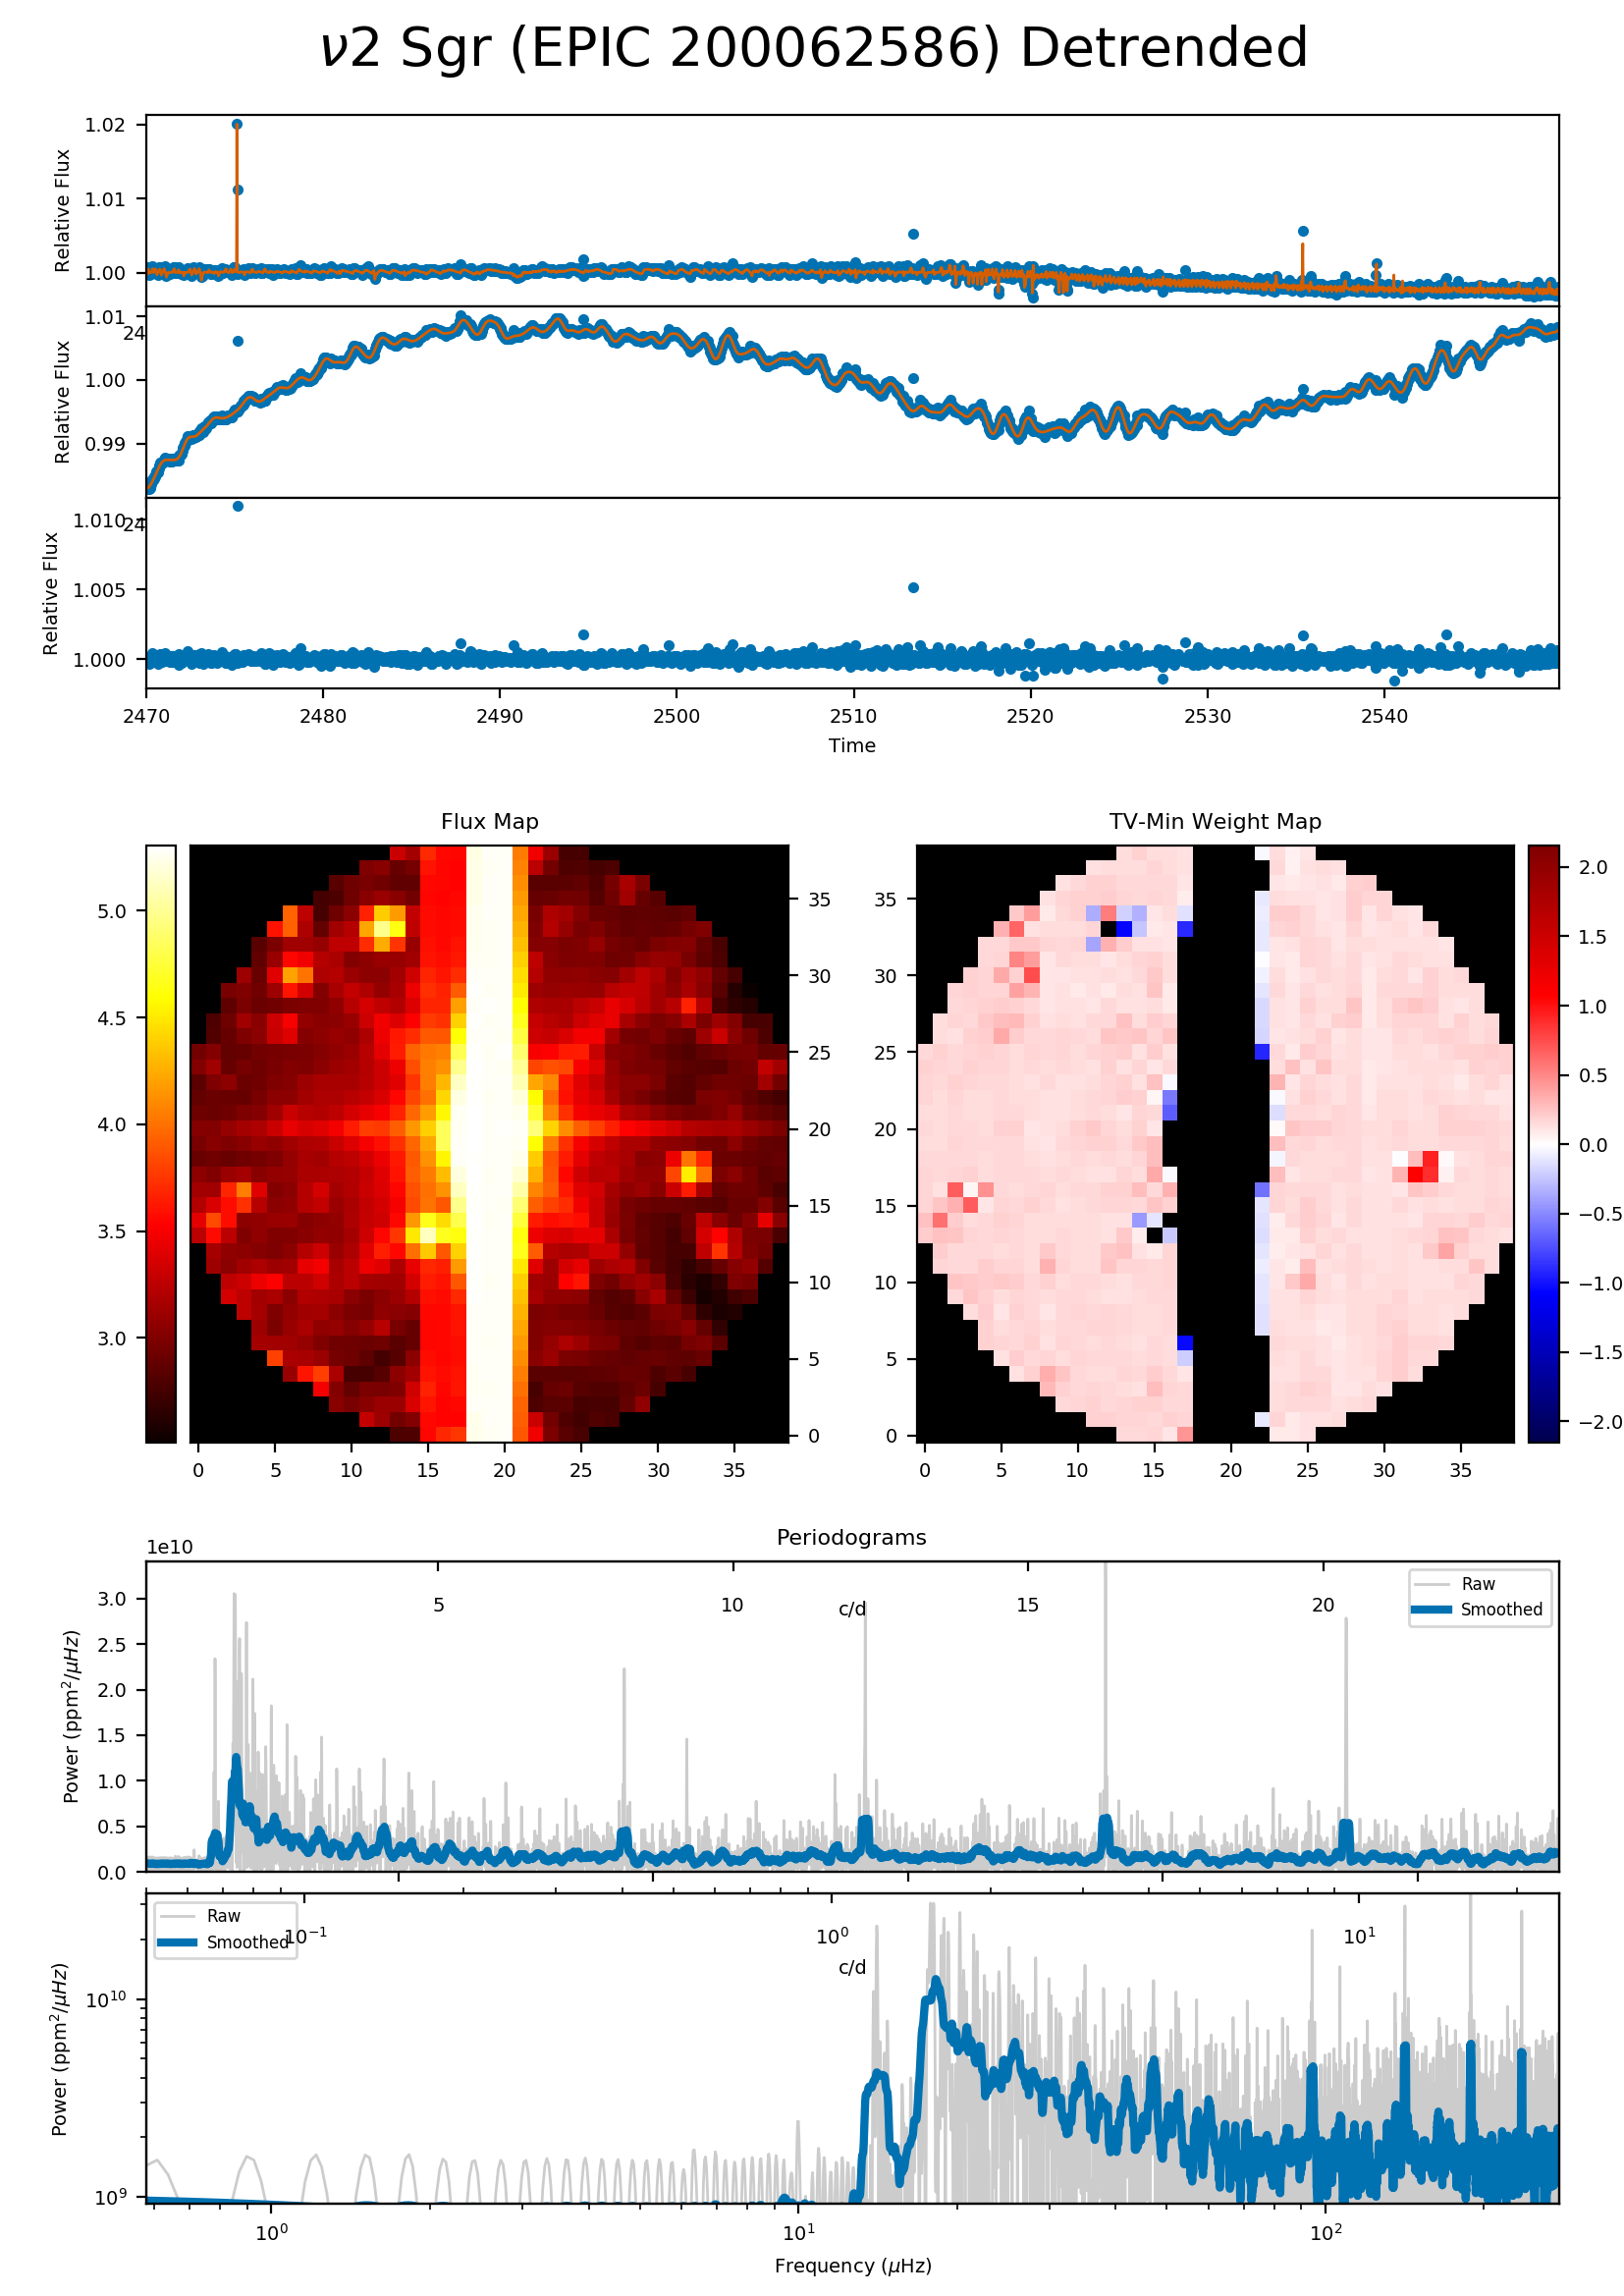 ν2 Sgr (EPIC 200062586) Detrended
1.02
1.01
1.00
Relative Flux
24
1.01
1.00
0.99
Relative Flux
24
1.010
1.005
1.000
Relative Flux
2470 2480 2490 2500 2510 2520 2530 2540
Time
Flux Map
5.0
4.5
4.0
3.5
3.0
35
30
25
20
15
10
5
0
0 5 10 15 20 25 30 35
TV-Min Weight Map
35
30
25
20
15
10
5
0
0 5 10 15 20 25 30 35
2.0
1.5
1.0
0.5
0.0
−0.5
−1.0
−1.5
−2.0
Periodograms
1e10
3.0
2.5
2.0
1.5
1.0
0.5
0.0
Power (ppm²/μHz)
5 10 15 20
c/d
Raw
Smoothed
Raw
Smoothed
10⁻¹ 10⁰ 10¹
c/d
10¹⁰
10⁹
Power (ppm²/μHz)
10⁰ 10¹ 10²
Frequency (μHz)